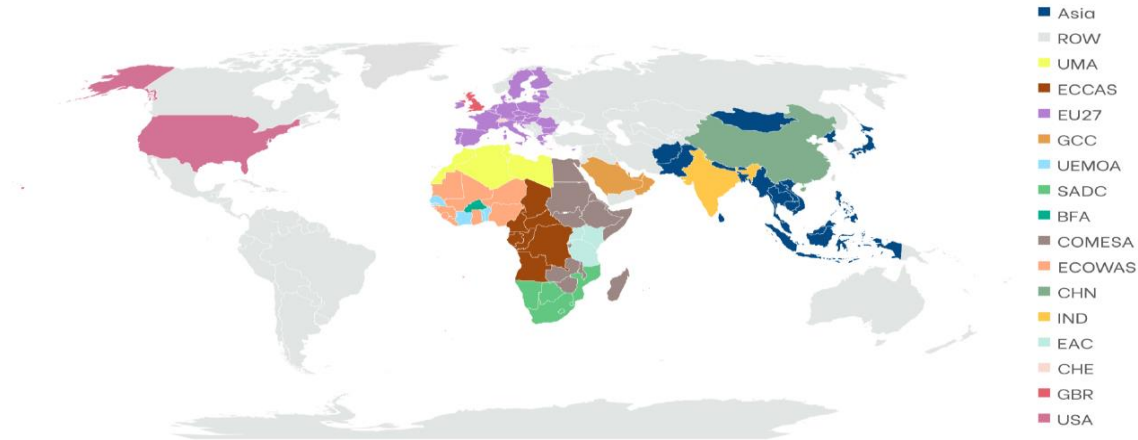 Asia
ROW
UMA
ECCAS
EU27
GCC
UEMOA
SADC
BFA
COMESA
ECOWAS
CHN
IND
EAC
CHE
GBR
USA